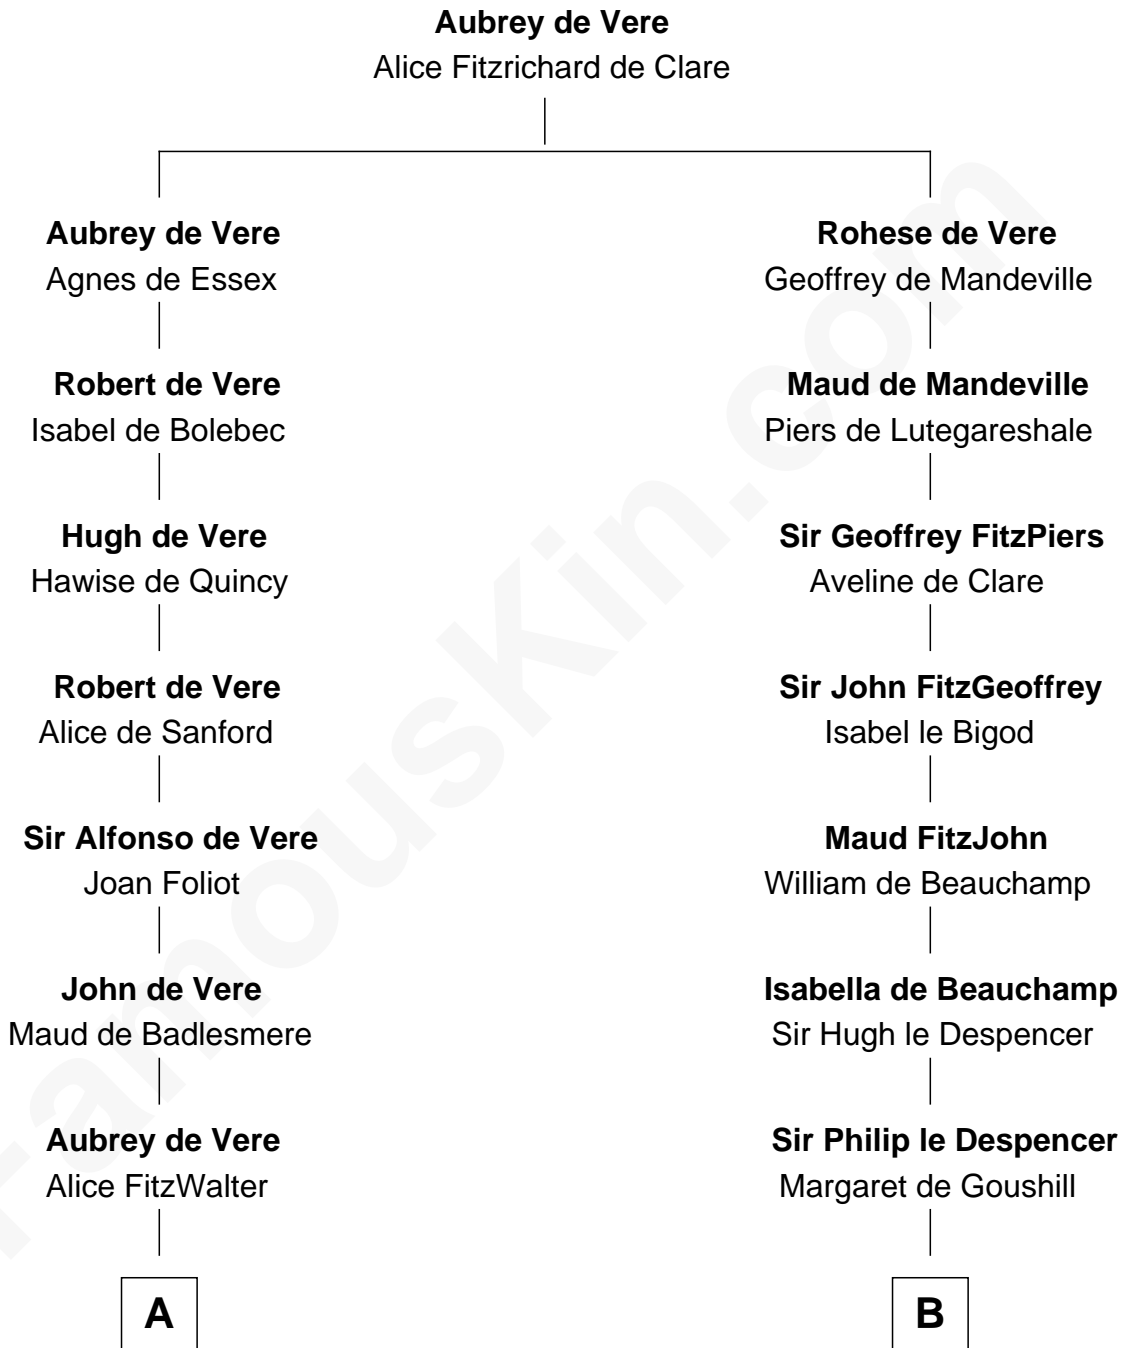 Aubrey de Vere
Alice Fitzrichard de Clare
Aubrey de Vere
Agnes de Essex
Rohese de Vere
Geoffrey de Mandeville
Robert de Vere
Isabel de Bolebec
Maud de Mandeville
Piers de Lutegareshale
Hugh de Vere
Hawise de Quincy
Sir Geoffrey FitzPiers
Aveline de Clare
Robert de Vere
Alice de Sanford
Sir John FitzGeoffrey
Isabel le Bigod
Sir Alfonso de Vere
Joan Foliot
Maud FitzJohn
William de Beauchamp
John de Vere
Maud de Badlesmere
Isabella de Beauchamp
Sir Hugh le Despencer
Aubrey de Vere
Alice FitzWalter
Sir Philip le Despencer
Margaret de Goushill
A
B
FamousKin.com